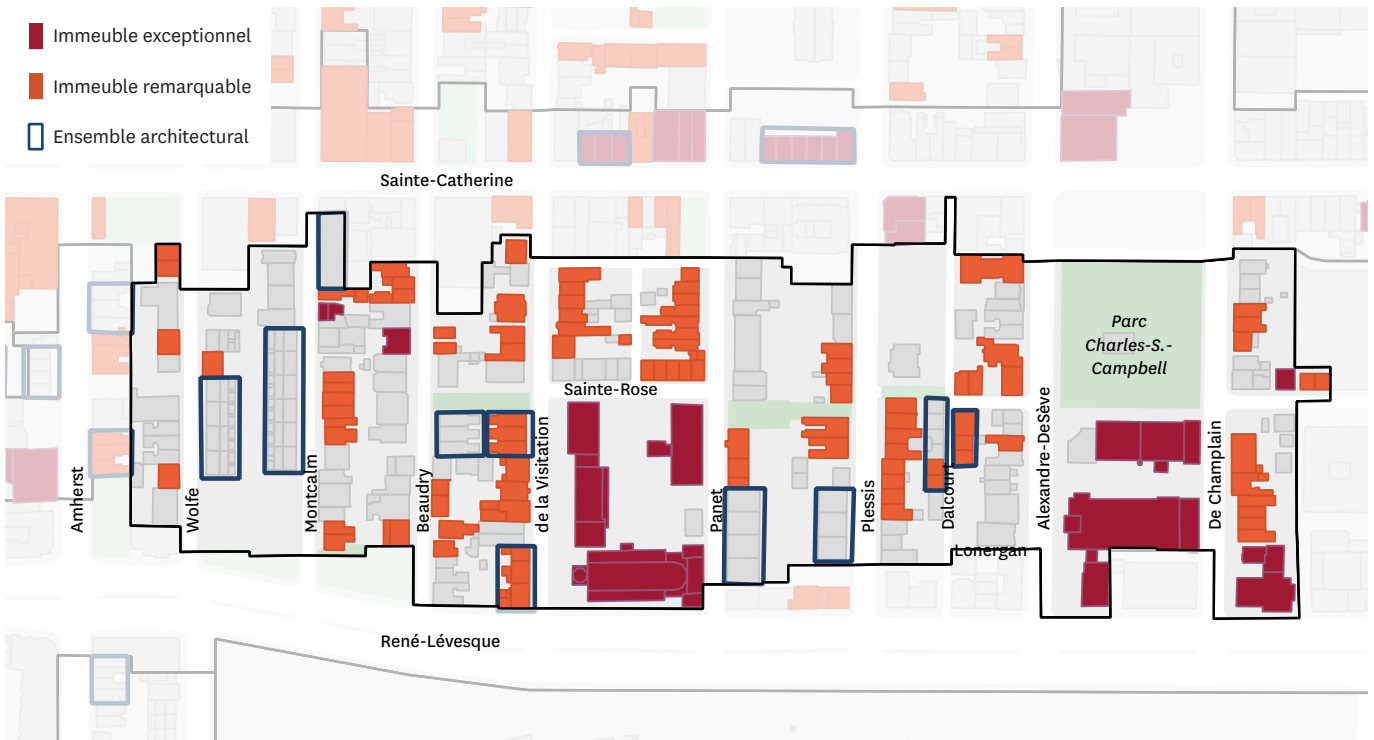 Immeuble exceptionnel
Immeuble remarquable
Ensemble architectural
Sainte-Catherine
Parc
Charles-S.-
Campbell
Sainte-Rose
Amherst
Wolfe
Montcalm
Beaudry
de la Visitation
Panet
Plessis
Dalcourt
Lonergan
Alexandre-DeSève
De Champlain
René-Lévesque